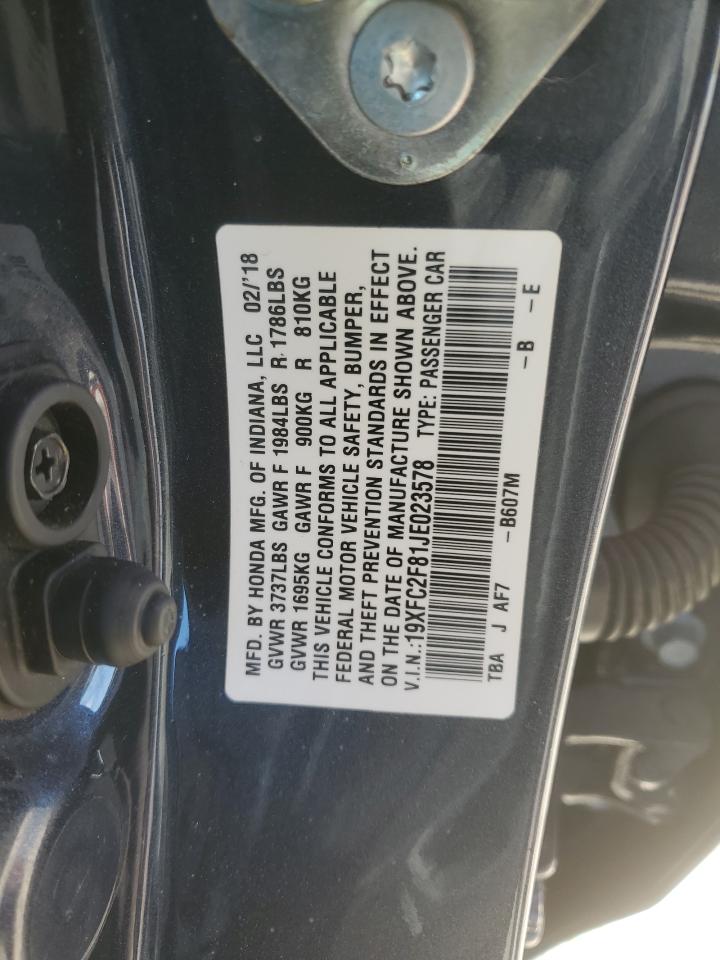 MFD. BY HONDA MFG. OF INDIANA, LLC 02/'18
GVWR 3737LBS GAWR F 1984LBS R 1786LBS
GVWR 1695KG GAWR F 900KG R 810KG
THIS VEHICLE CONFORMS TO ALL APPLICABLE
FEDERAL MOTOR VEHICLE SAFETY, BUMPER,
AND THEFT PREVENTION STANDARDS IN EFFECT
ON THE DATE OF MANUFACTURE SHOWN ABOVE.
V.I.N.:19XFC2F81JE023578 TYPE: PASSENGER CAR
TBA J AF7 -B607M -B -E